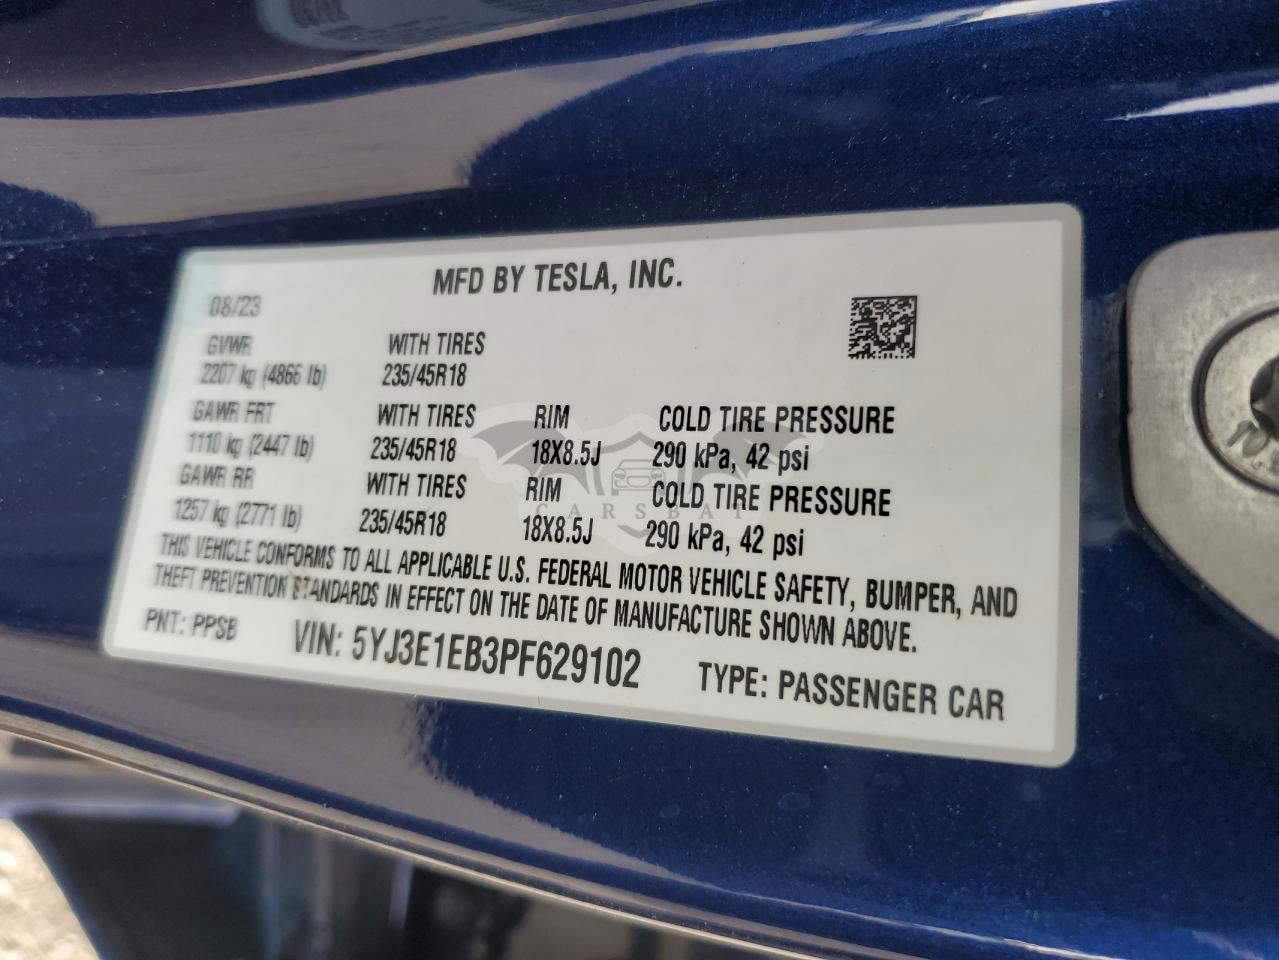 MFD BY TESLA, INC.
08/23
GVWR WITH TIRES
2207 kg (4866 lb) 235/45R18
GAWR FRT WITH TIRES RIM COLD TIRE PRESSURE
1110 kg (2447 lb) 235/45R18 18X8.5J 290 kPa, 42 psi
GAWR RR WITH TIRES RIM COLD TIRE PRESSURE
1257 kg (2771 lb) 235/45R18 18X8.5J 290 kPa, 42 psi
THIS VEHICLE CONFORMS TO ALL APPLICABLE U.S. FEDERAL MOTOR VEHICLE SAFETY, BUMPER, AND
THEFT PREVENTION STANDARDS IN EFFECT ON THE DATE OF MANUFACTURE SHOWN ABOVE.
PNT: PPSB VIN: 5YJ3E1EB3PF629102 TYPE: PASSENGER CAR
CARSBAT